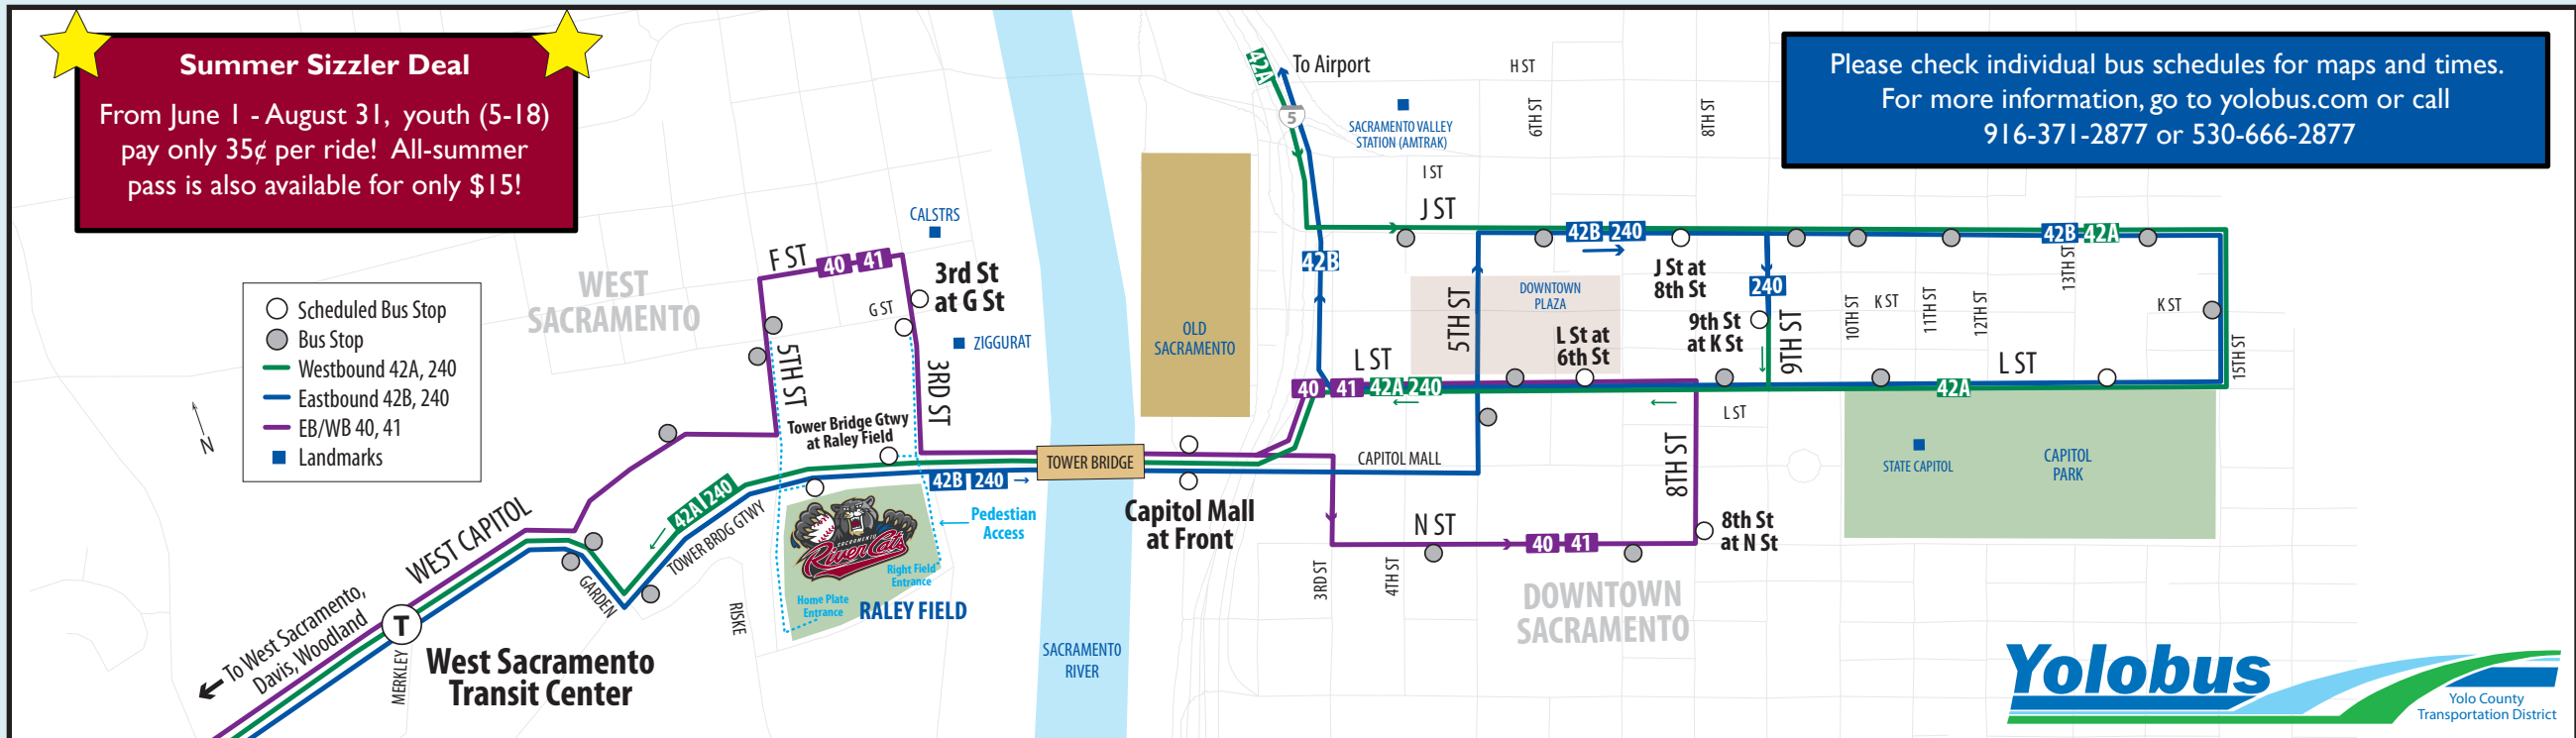 Summer Sizzler Deal
From June 1 - August 31, youth (5-18)
pay only 35¢ per ride! All-summer
pass is also available for only $15!
Please check individual bus schedules for maps and times.
For more information, go to yolobus.com or call
916-371-2877 or 530-666-2877
Scheduled Bus Stop
Bus Stop
Westbound 42A, 240
Eastbound 42B, 240
EB/WB 40, 41
Landmarks
N
WEST
SACRAMENTO
CALSTRS
F ST
40
41
3rd St
at G St
G ST
ZIGGURAT
5TH ST
3RD ST
Tower Bridge Gtwy
at Raley Field
42B
240
TOWER BRIDGE
42A
240
TOWER BRDG GTWY
WEST CAPITOL
GARDEN
RISKE
To West Sacramento,
Davis, Woodland
T
MERKLEY
West Sacramento
Transit Center
SACRAMENTO
RiverCats
Right Field
Entrance
Home Plate
Entrance
RALEY FIELD
Pedestian
Access
SACRAMENTO
RIVER
OLD
SACRAMENTO
Capitol Mall
at Front
42A
To Airport
5
SACRAMENTO VALLEY
STATION (AMTRAK)
H ST
6TH ST
8TH ST
I ST
J ST
42B
42B
240
J St at
8th St
240
42B
42A
13TH ST
DOWNTOWN
PLAZA
5TH ST
L St at
6th St
9th St
at K St
9TH ST
10TH ST
K ST
11TH ST
12TH ST
K ST
15TH ST
L ST
L ST
40
41
42A
240
42A
L ST
CAPITOL MALL
8TH ST
STATE CAPITOL
CAPITOL
PARK
N ST
40
41
8th St
at N St
3RD ST
4TH ST
DOWNTOWN
SACRAMENTO
Yolobus
Yolo County
Transportation District